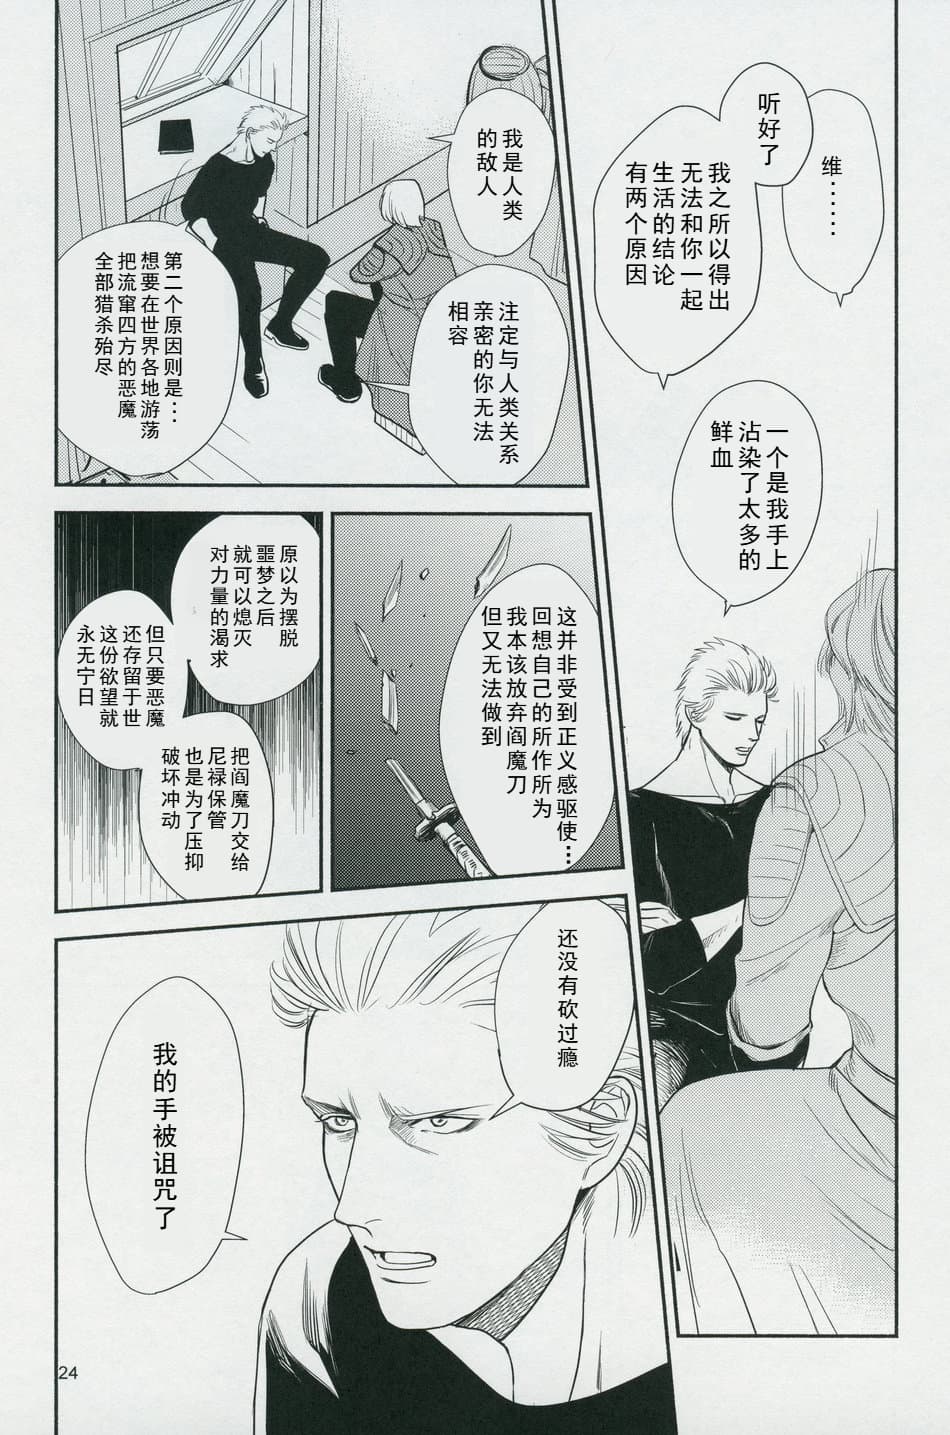 维……
听好了
我之所以得出
无法和你一起
生活的结论
有两个原因
一个是我手上
沾染了太多的
鲜血
我是人类
的敌人
注定与人类关系
亲密的你无法
相容
第二个原因则是…
想要在世界各地游荡
把流窜四方的恶魔
全部猎杀殆尽
这并非受到正义感驱使…
回想自己的所作所为
我本该放弃阎魔刀
但又无法做到
原以为摆脱
噩梦之后
就可以熄灭
对力量的渴求
但只要恶魔
还存留于世
这份欲望就
永无宁日
把阎魔刀交给
尼禄保管
也是为了压抑
破坏冲动
还没有砍过瘾
我的手被诅咒了
24